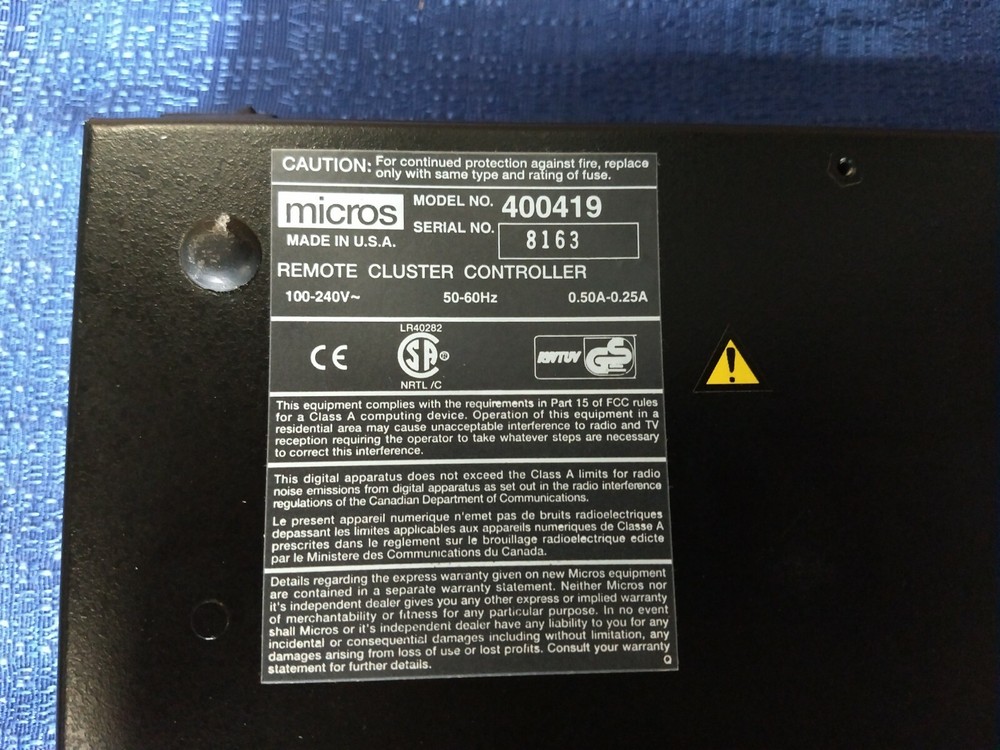 CAUTION: For continued protection against fire, replace
only with same type and rating of fuse.
micros MODEL NO. 400419
MADE IN U.S.A. SERIAL NO. 8163
REMOTE CLUSTER CONTROLLER
100-240V~ 50-60Hz 0.50A-0.25A
LR40282
CE SA ® RWTUV GS
NRTL /C
This equipment complies with the requirements in Part 15 of FCC rules
for a Class A computing device. Operation of this equipment in a
residential area may cause unacceptable interference to radio and TV
reception requiring the operator to take whatever steps are necessary
to correct this interference.
This digital apparatus does not exceed the Class A limits for radio
noise emissions from digital apparatus as set out in the radio interference
regulations of the Canadian Department of Communications.
Le present appareil numerique n'emet pas de bruits radioelectriques
depassant les limites applicables aux appareils numeriques de Classe A
prescrites dans le reglement sur le brouillage radioelectrique edicte
par le Ministere des Communications du Canada.
Details regarding the express warranty given on new Micros equipment
are contained in a separate warranty statement. Neither Micros nor
it's independent dealer gives you any other express or implied warranty
of merchantability or fitness for any particular purpose. In no event
shall Micros or it's independent dealer have any liability to you for any
incidental or consequential damages including without limitation, any
damages arising from loss of use or lost profits. Consult your warranty
statement for further details. Q